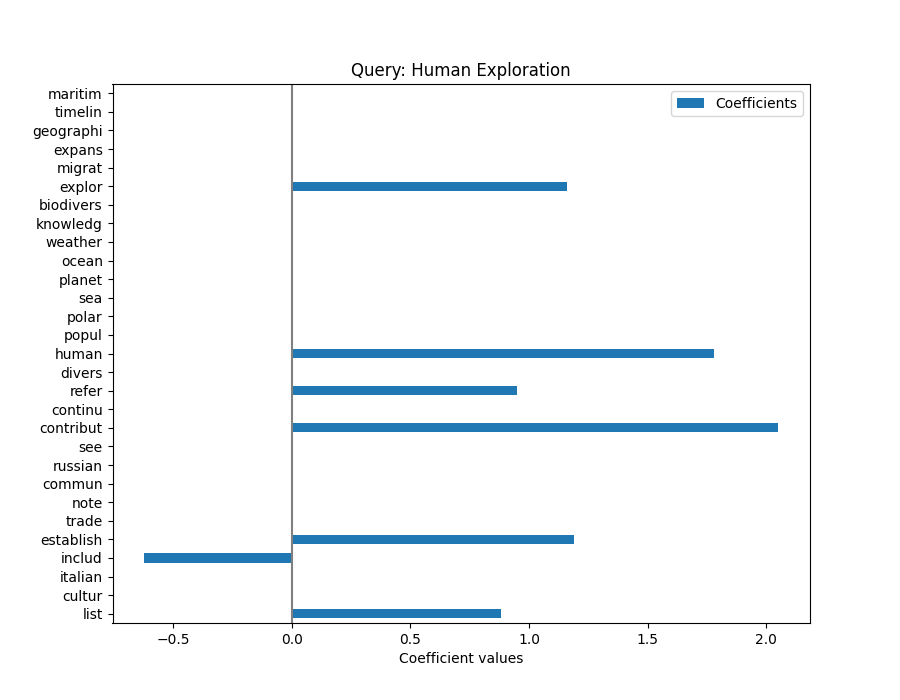 Query: Human Exploration
Coefficients
maritim
timelin
geographi
expans
migrat
explor
biodivers
knowledg
weather
ocean
planet
sea
polar
popul
human
divers
refer
continu
contribut
see
russian
commun
note
trade
establish
includ
italian
cultur
list
−0.5 0.0 0.5 1.0 1.5 2.0
Coefficient values